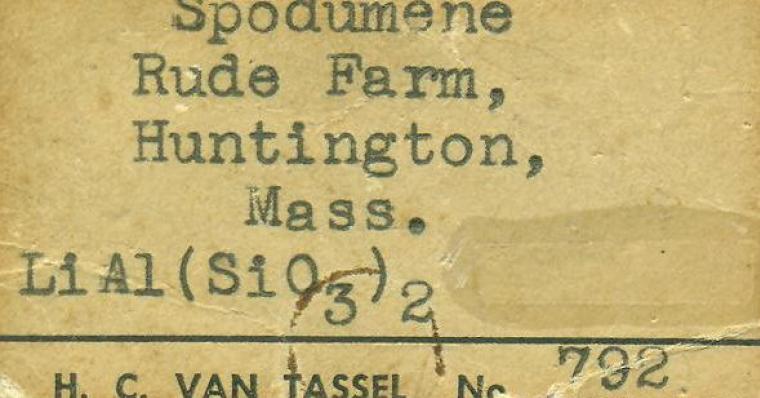 Spodumene
Rude Farm,
Huntington,
Mass.
LiAl(SiO3)2
H. C. VAN TASSEL No 792